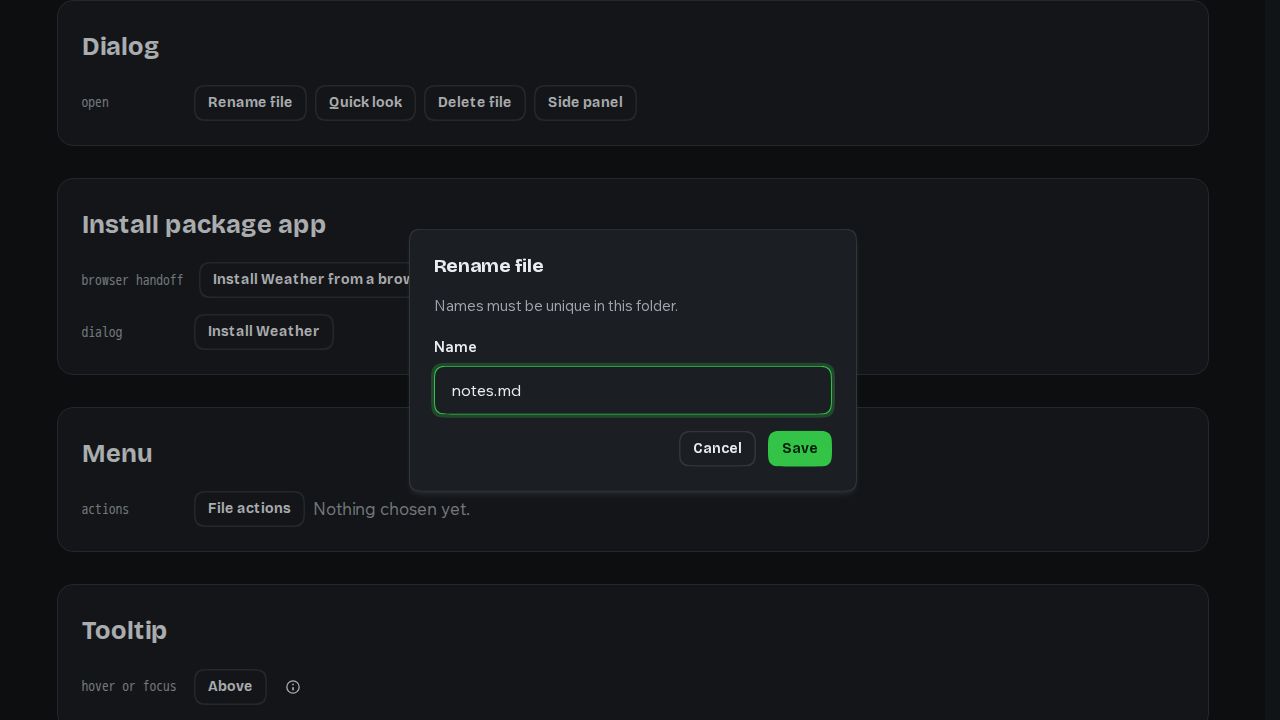 Dialog
open Rename file Quick look Delete file Side panel
Install package app
browser handoff Install Weather from a brow
dialog Install Weather
Rename file
Names must be unique in this folder.
Name
notes.md
Cancel Save
Menu
actions File actions Nothing chosen yet.
Tooltip
hover or focus Above